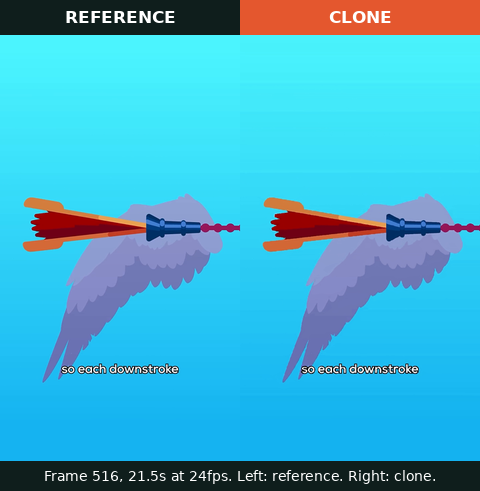 REFERENCE
CLONE
so each downstroke
so each downstroke
Frame 516, 21.5s at 24fps. Left: reference. Right: clone.